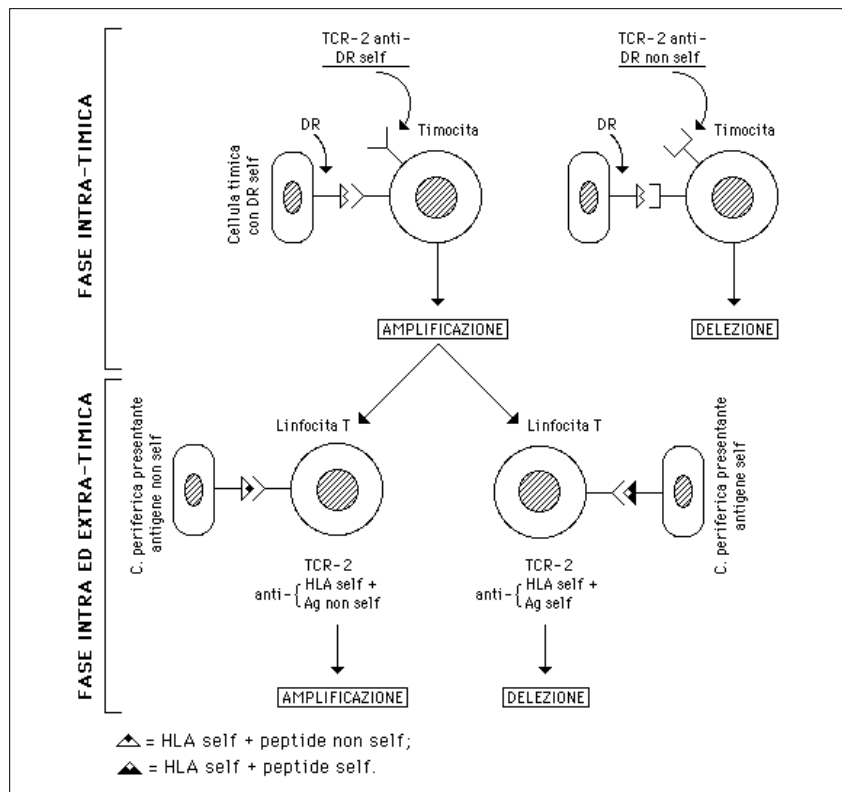 FASE INTRA-TIMICA
TCR-2 anti-
DR self
DR
Timocita
Cellula timica
con DR self
AMPLIFICAZIONE
TCR-2 anti-
DR non self
DR
Timocita
DELEZIONE
FASE INTRA ED EXTRA-TIMICA
C. periferica presentante
antigene non self
Linfocita T
TCR-2
anti- { HLA self +
Ag non self
AMPLIFICAZIONE
Linfocita T
C. periferica presentante
antigene self
TCR-2
anti- { HLA self +
Ag self
DELEZIONE
= HLA self + peptide non self;
= HLA self + peptide self.